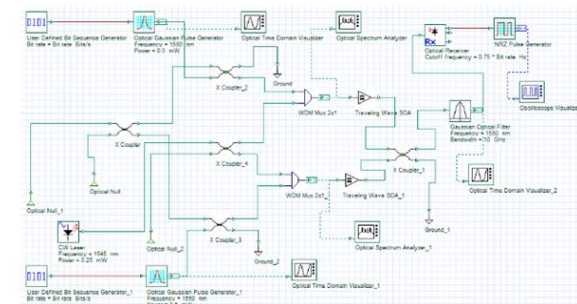 0101
User Defined Bit Sequence Generator
Bit rate = Bit rate Bits/s
Optical Gaussian Pulse Generator
Frequency = 1550 nm
Power = 0.5 mW
Optical Time Domain Visualizer
Optical Spectrum Analyzer
Rx
Optical Receiver
Cutoff frequency = 0.75 * Bit rate Hz
NRZ Pulse Generator
Oscilloscope Visualizer
X Coupler_2
Ground
WDM Mux 2x1
Traveling Wave SOA
Gaussian Optical Filter
Frequency = 1550 nm
Bandwidth = 10 GHz
X Coupler
X Coupler_4
X Coupler_1
Optical Null
Optical Null_1
WDM Mux 2x1_
Traveling Wave SOA_1
Optical Time Domain Visualizer_2
CW Laser
Frequency = 1545 nm
Power = 0.25 mW
Optical Null_2
X Coupler_3
Ground_2
Optical Spectrum Analyzer_1
Ground_1
0101
User Defined Bit Sequence Generator_1
Bit rate = Bit rate Bits/s
Optical Gaussian Pulse Generator_1
Frequency = 1550 nm
Optical Time Domain Visualizer_1